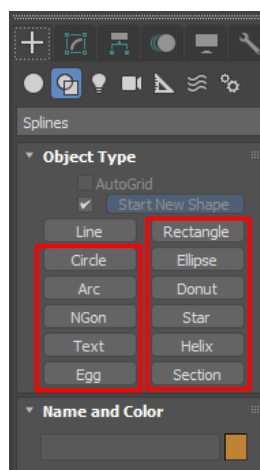 Splines
Object Type
AutoGrid
Start New Shape
Line Rectangle
Circle Ellipse
Arc Donut
NGon Star
Text Helix
Egg Section
Name and Color